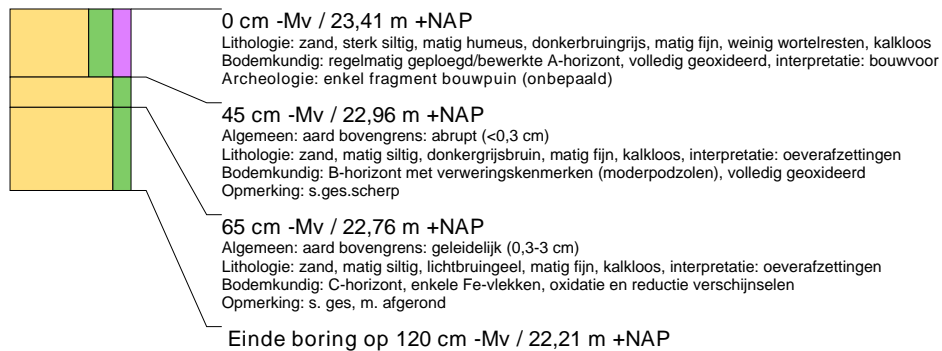 0 cm -Mv / 23,41 m +NAP
Lithologie: zand, sterk siltig, matig humeus, donkerbruingrijs, matig fijn, weinig wortelresten, kalkloos
Bodemkundig: regelmatig geploegd/bewerkte A-horizont, volledig geoxideerd, interpretatie: bouwvoor
Archeologie: enkel fragment bouwpuin (onbepaald)
45 cm -Mv / 22,96 m +NAP
Algemeen: aard bovengrens: abrupt (<0,3 cm)
Lithologie: zand, matig siltig, donkergrijsbruin, matig fijn, kalkloos, interpretatie: oeverafzettingen
Bodemkundig: B-horizont met verweringskenmerken (moderpodzolen), volledig geoxideerd
Opmerking: s.ges.scherp
65 cm -Mv / 22,76 m +NAP
Algemeen: aard bovengrens: geleidelijk (0,3-3 cm)
Lithologie: zand, matig siltig, lichtbruingeel, matig fijn, kalkloos, interpretatie: oeverafzettingen
Bodemkundig: C-horizont, enkele Fe-vlekken, oxidatie en reductie verschijnselen
Opmerking: s. ges, m. afgerond
Einde boring op 120 cm -Mv / 22,21 m +NAP